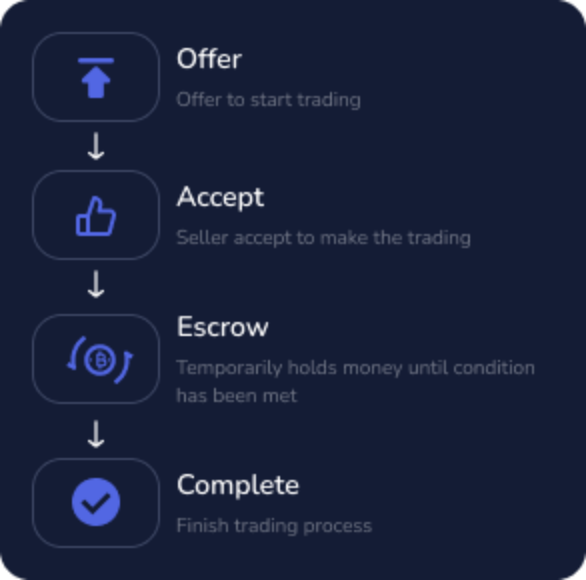 Offer
Offer to start trading
Accept
Seller accept to make the trading
Escrow
Temporarily holds money until condition
has been met
Complete
Finish trading process